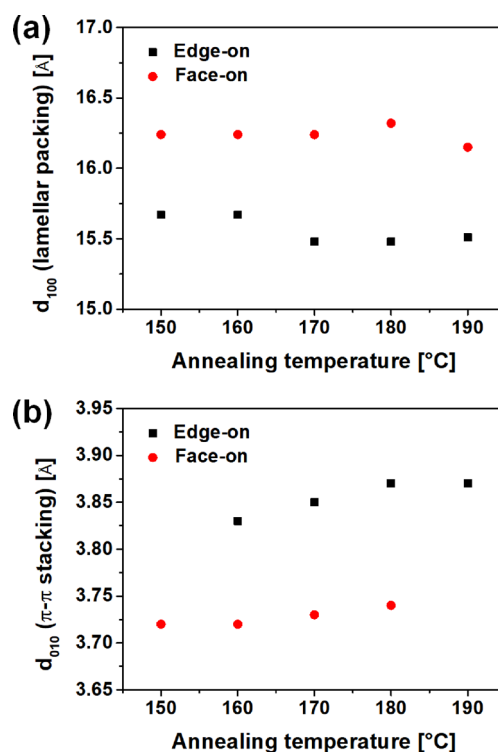 (a)
17.0
16.5
16.0
15.5
15.0
d100 (lamellar packing) [Å]
Edge-on
Face-on
150 160 170 180 190
Annealing temperature [°C]
(b)
3.95
3.90
3.85
3.80
3.75
3.70
3.65
d010 (π-π stacking) [Å]
Edge-on
Face-on
150 160 170 180 190
Annealing temperature [°C]